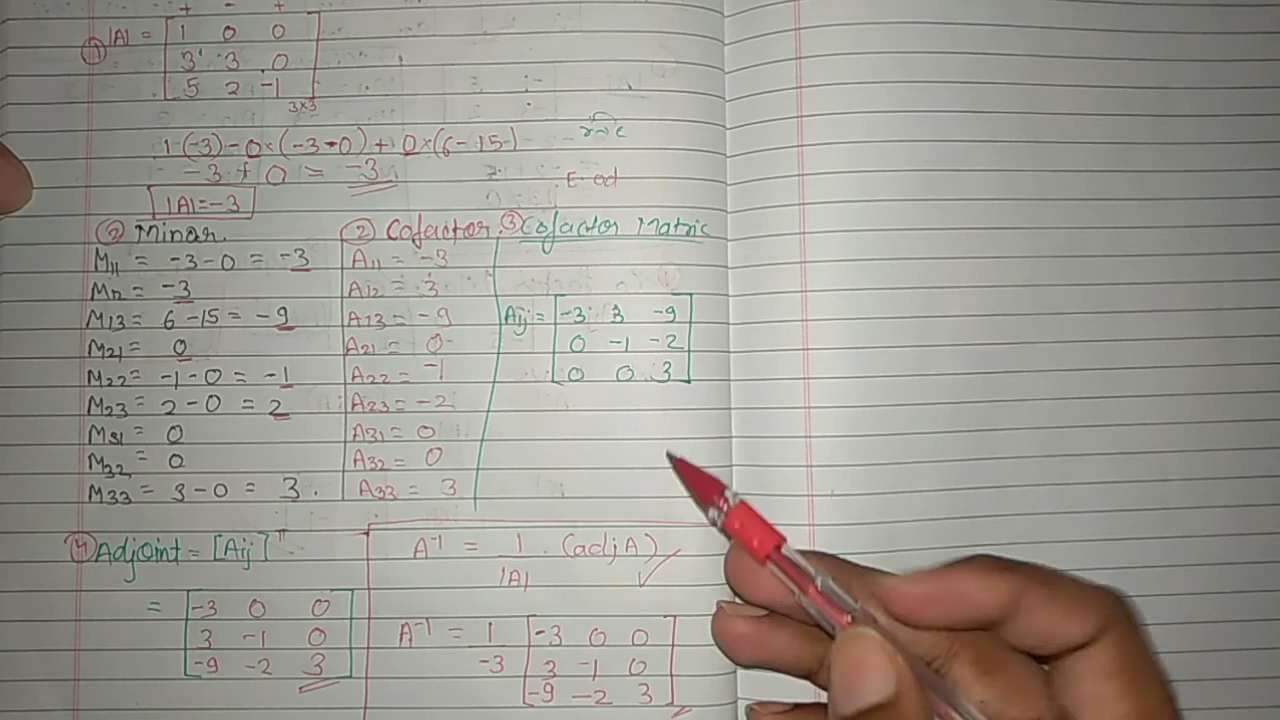 + - +
① |A| = [ 1 0 0
3 3 0
5 2 -1 ] 3×3
1(-3)-0×(-3-0)+0×(6-15)
-3+0 = -3
|A|=-3
② Minor.
M11 = -3-0 = -3
M12 = -3
M13 = 6-15 = -9
M21 = 0
M22 = -1-0 = -1
M23 = 2-0 = 2
M31 = 0
M32 = 0
M33 = 3-0 = 3.
② Cofactor.
A11 = -3
A12 = 3
A13 = -9
A21 = 0
A22 = -1
A23 = -2
A31 = 0
A32 = 0
A33 = 3
③ Cofactor Matric
Aij = [ -3 3 -9
0 -1 -2
0 0 3 ]
④ Adjoint = [Aij]ᵀ
= [ -3 0 0
3 -1 0
-9 -2 3 ]
A⁻¹ = 1/|A| . (adj A)
A⁻¹ = 1/-3 [ -3 0 0
3 -1 0
-9 -2 3 ]